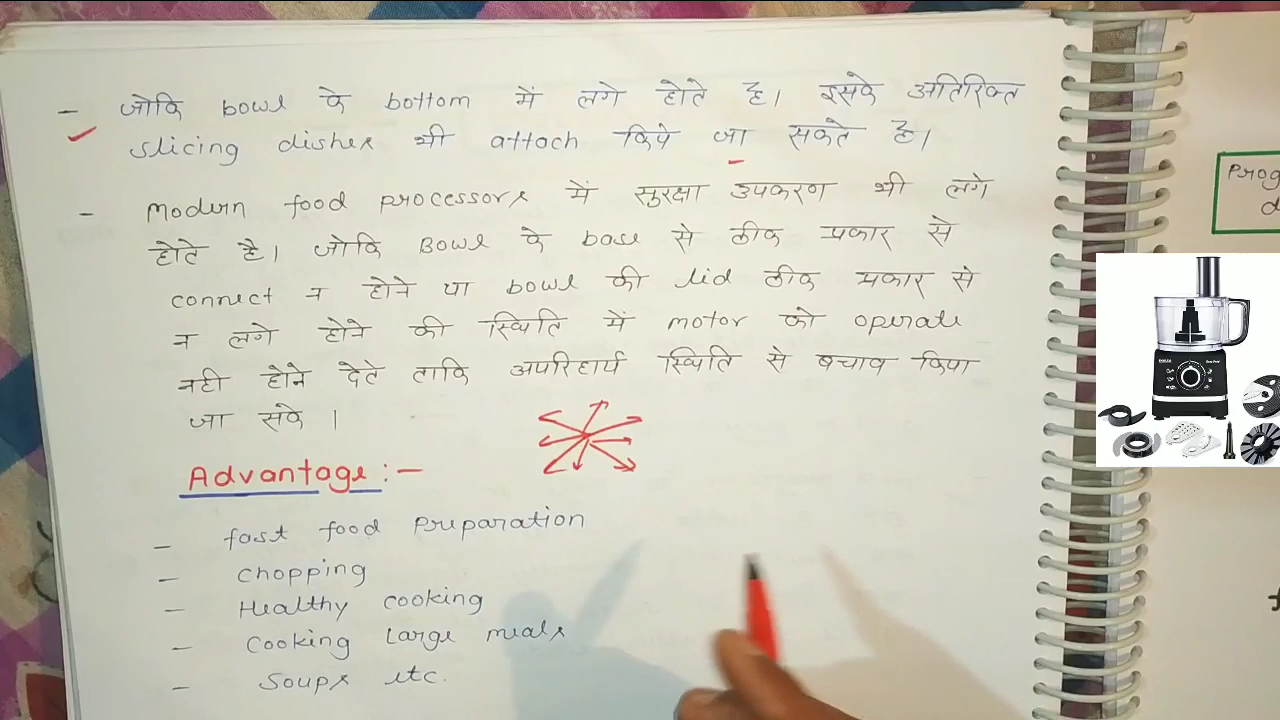 - जोकि bowl के bottom में लगे होते है। इसके अतिरिक्त
slicing dishes भी attach किये जा सकते है।
- Modern food processors में सुरक्षा उपकरण भी लगे
होते है। जोकि Bowl के base से ठीक प्रकार से
connect न होने या bowl की lid ठीक प्रकार से
न लगे होने की स्थिति में motor को operate
नही होने देते ताकि अपरिहार्य स्थिति से बचाव किया
जा सके ।
Advantage :-
- fast food preparation
- chopping
- Healthy cooking
- cooking large meals
- Soups etc.
Prog